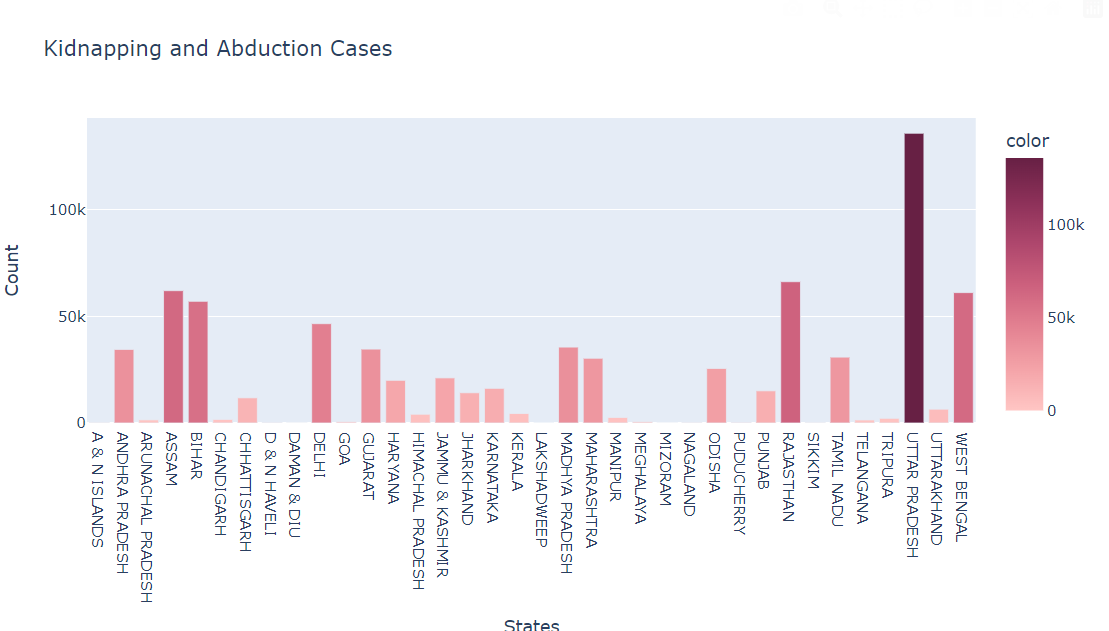 Kidnapping and Abduction Cases
color
100k
50k
0
Count
100k
50k
0
A & N ISLANDS
ANDHRA PRADESH
ARUNACHAL PRADESH
ASSAM
BIHAR
CHANDIGARH
CHHATTISGARH
D & N HAVELI
DAMAN & DIU
DELHI
GOA
GUJARAT
HARYANA
HIMACHAL PRADESH
JAMMU & KASHMIR
JHARKHAND
KARNATAKA
KERALA
LAKSHADWEEP
MADHYA PRADESH
MAHARASHTRA
MANIPUR
MEGHALAYA
MIZORAM
NAGALAND
ODISHA
PUDUCHERRY
PUNJAB
RAJASTHAN
SIKKIM
TAMIL NADU
TELANGANA
TRIPURA
UTTAR PRADESH
UTTARAKHAND
WEST BENGAL
States